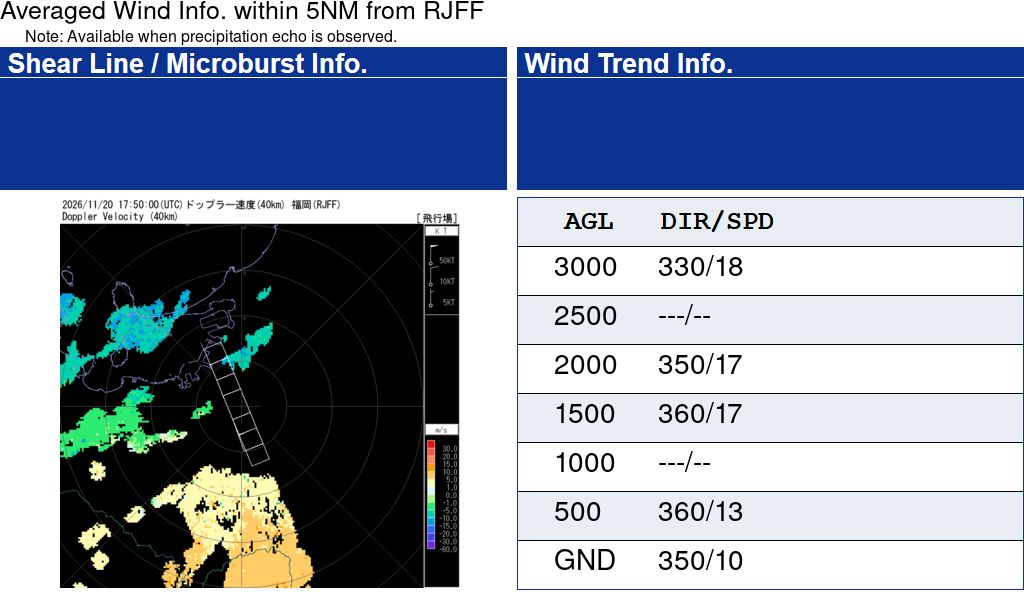 Averaged Wind Info. within 5NM from RJFF
Note: Available when precipitation echo is observed.
Shear Line / Microburst Info.
Wind Trend Info.
2026/11/20 17:50:00(UTC) ドップラー速度(40km) 福岡(RJFF)
Doppler Velocity (40km)
[飛行場]
KT
50KT
10KT
5KT
m/s
30.0
20.0
15.0
10.0
5.0
1.0
0.0
-1.0
-5.0
-10.0
-15.0
-20.0
-30.0
-60.0
AGL DIR/SPD
3000 330/18
2500 ---/--
2000 350/17
1500 360/17
1000 ---/--
500 360/13
GND 350/10